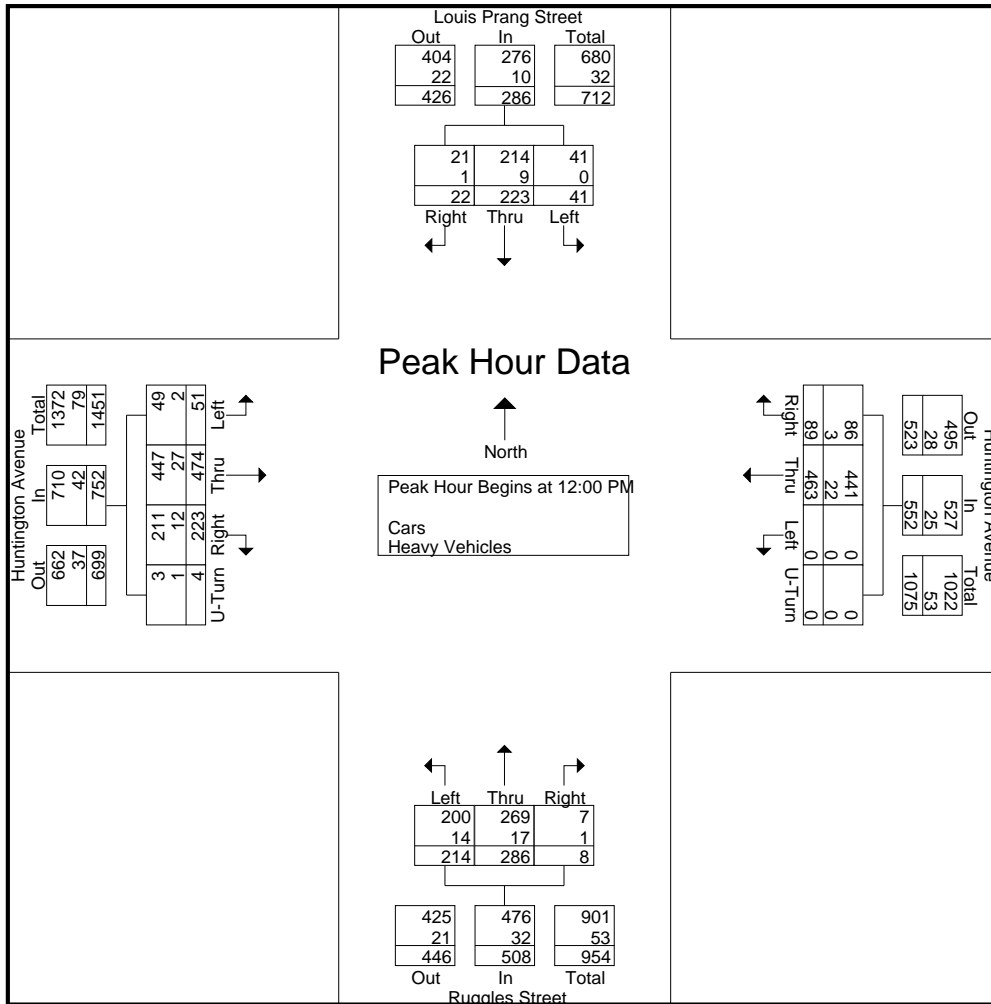 Louis Prang Street
Out In Total
404 276 680
22 10 32
426 286 712
21 214 41
1 9 0
22 223 41
Right Thru Left
Peak Hour Data
North
Peak Hour Begins at 12:00 PM
Cars
Heavy Vehicles
Huntington Avenue
Total In Out
1372 710 662
79 42 37
1451 752 699
49 447 211 3
2 27 12 1
51 474 223 4
Left Thru Right U-Turn
Huntington Avenue
Out In Total
495 527 1022
28 25 53
523 552 1075
86 441 0 0
3 22 0 0
89 463 0 0
Right Thru Left U-Turn
Left Thru Right
200 269 7
14 17 1
214 286 8
425 476 901
21 32 53
446 508 954
Out In Total
Ruggles Street